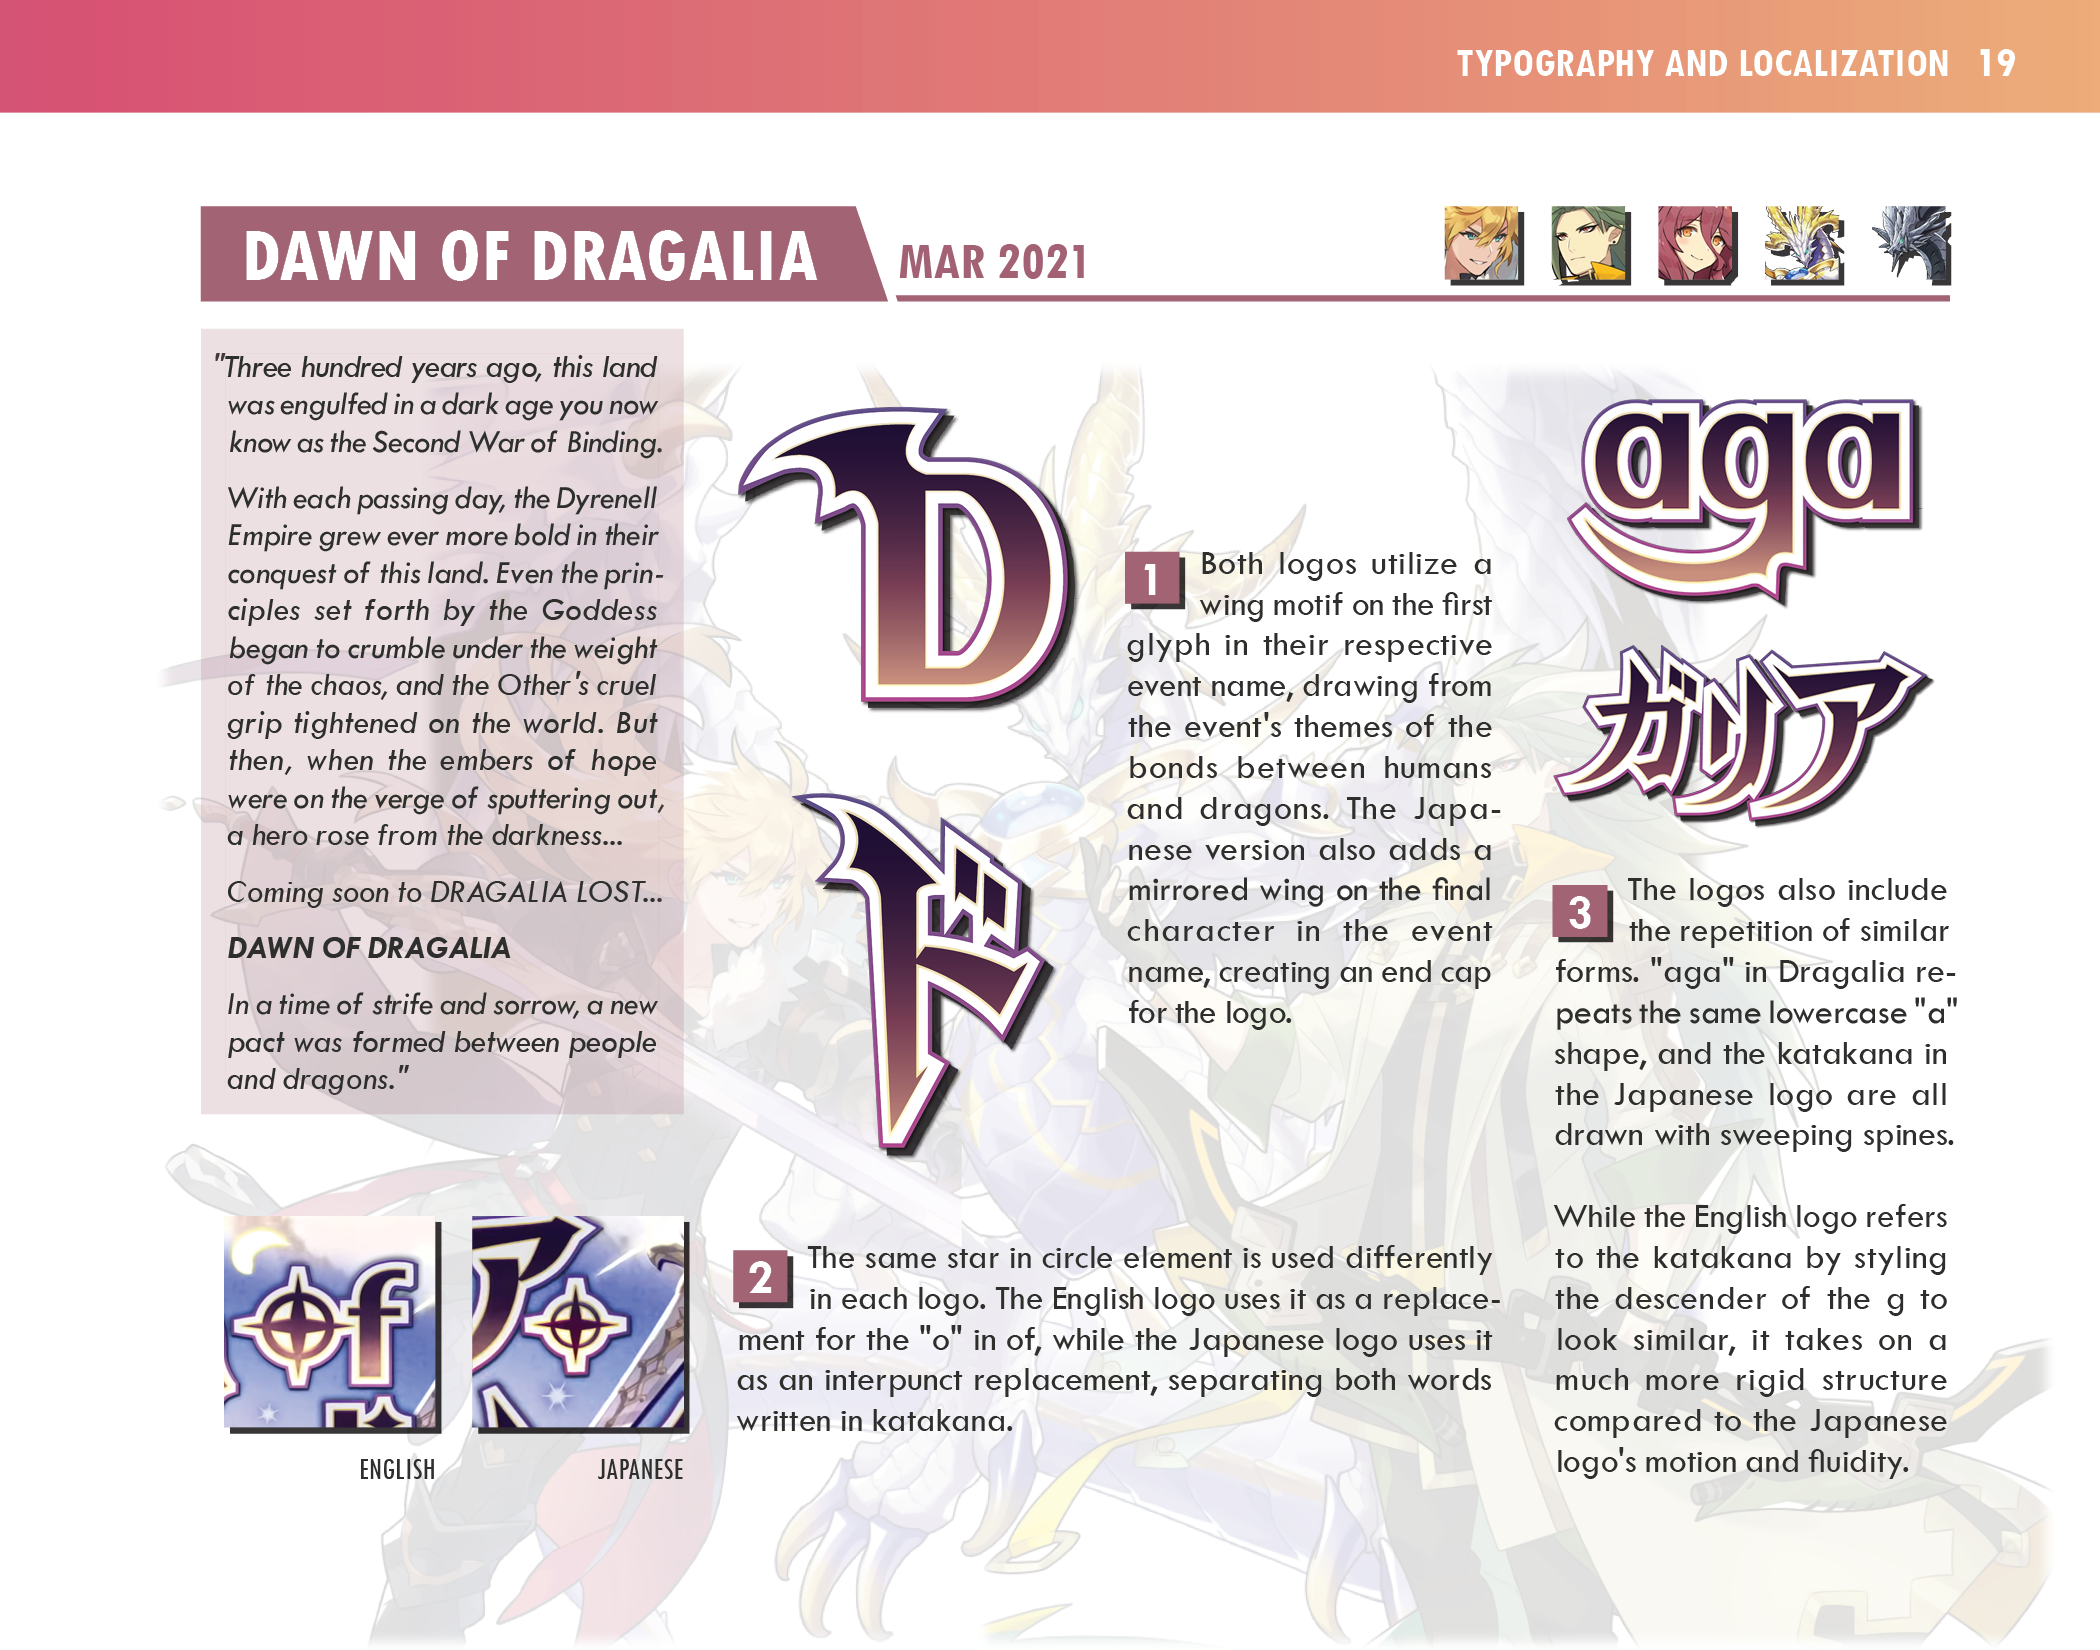 TYPOGRAPHY AND LOCALIZATION 19
DAWN OF DRAGALIA
MAR 2021
"Three hundred years ago, this land
was engulfed in a dark age you now
know as the Second War of Binding.
With each passing day, the Dyrenell
Empire grew ever more bold in their
conquest of this land. Even the prin-
ciples set forth by the Goddess
began to crumble under the weight
of the chaos, and the Other's cruel
grip tightened on the world. But
then, when the embers of hope
were on the verge of sputtering out,
a hero rose from the darkness...
Coming soon to DRAGALIA LOST...
DAWN OF DRAGALIA
In a time of strife and sorrow, a new
pact was formed between people
and dragons."
D
ド
1 Both logos utilize a
wing motif on the first
glyph in their respective
event name, drawing from
the event's themes of the
bonds between humans
and dragons. The Japa-
nese version also adds a
mirrored wing on the final
character in the event
name, creating an end cap
for the logo.
of
ア
ENGLISH
JAPANESE
2 The same star in circle element is used differently
in each logo. The English logo uses it as a replace-
ment for the "o" in of, while the Japanese logo uses it
as an interpunct replacement, separating both words
written in katakana.
aga
ガリア
3 The logos also include
the repetition of similar
forms. "aga" in Dragalia re-
peats the same lowercase "a"
shape, and the katakana in
the Japanese logo are all
drawn with sweeping spines.
While the English logo refers
to the katakana by styling
the descender of the g to
look similar, it takes on a
much more rigid structure
compared to the Japanese
logo's motion and fluidity.